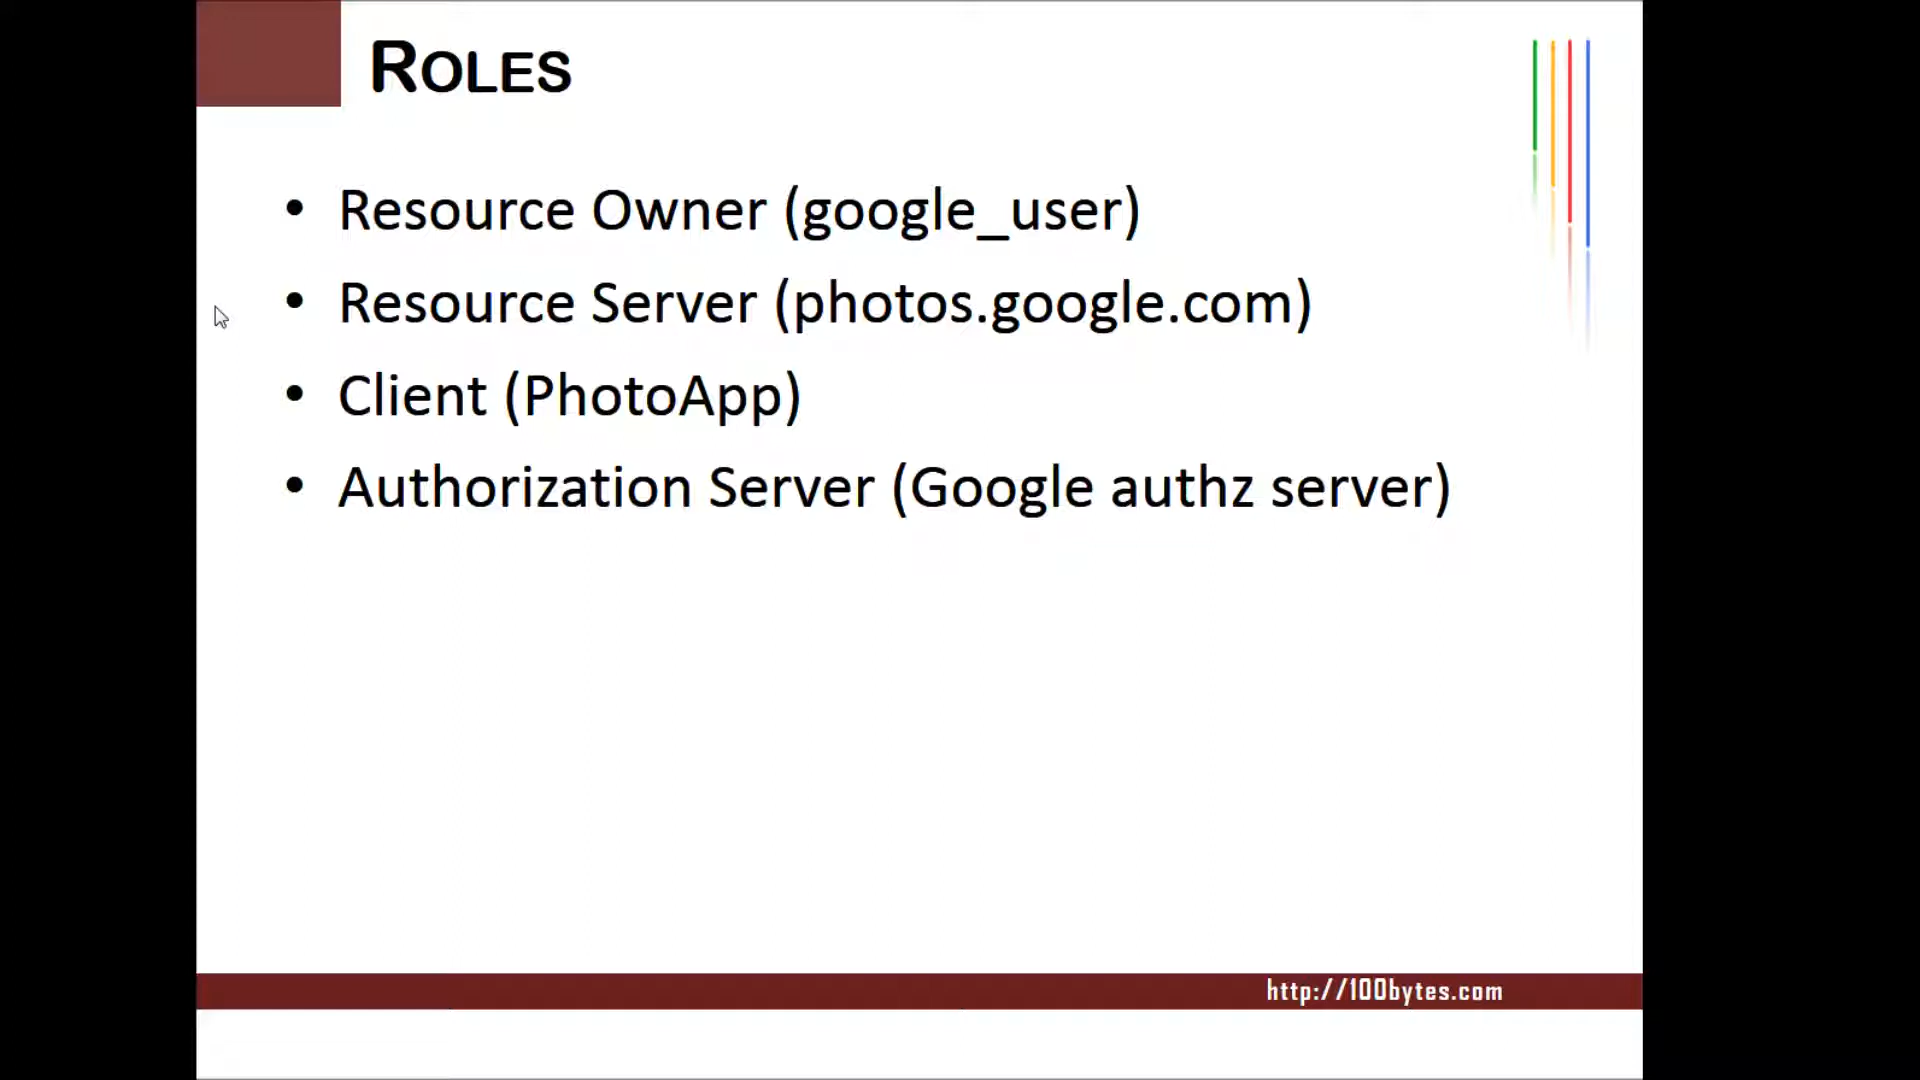 ROLES
• Resource Owner (google_user)
• Resource Server (photos.google.com)
• Client (PhotoApp)
• Authorization Server (Google authz server)
http://100bytes.com